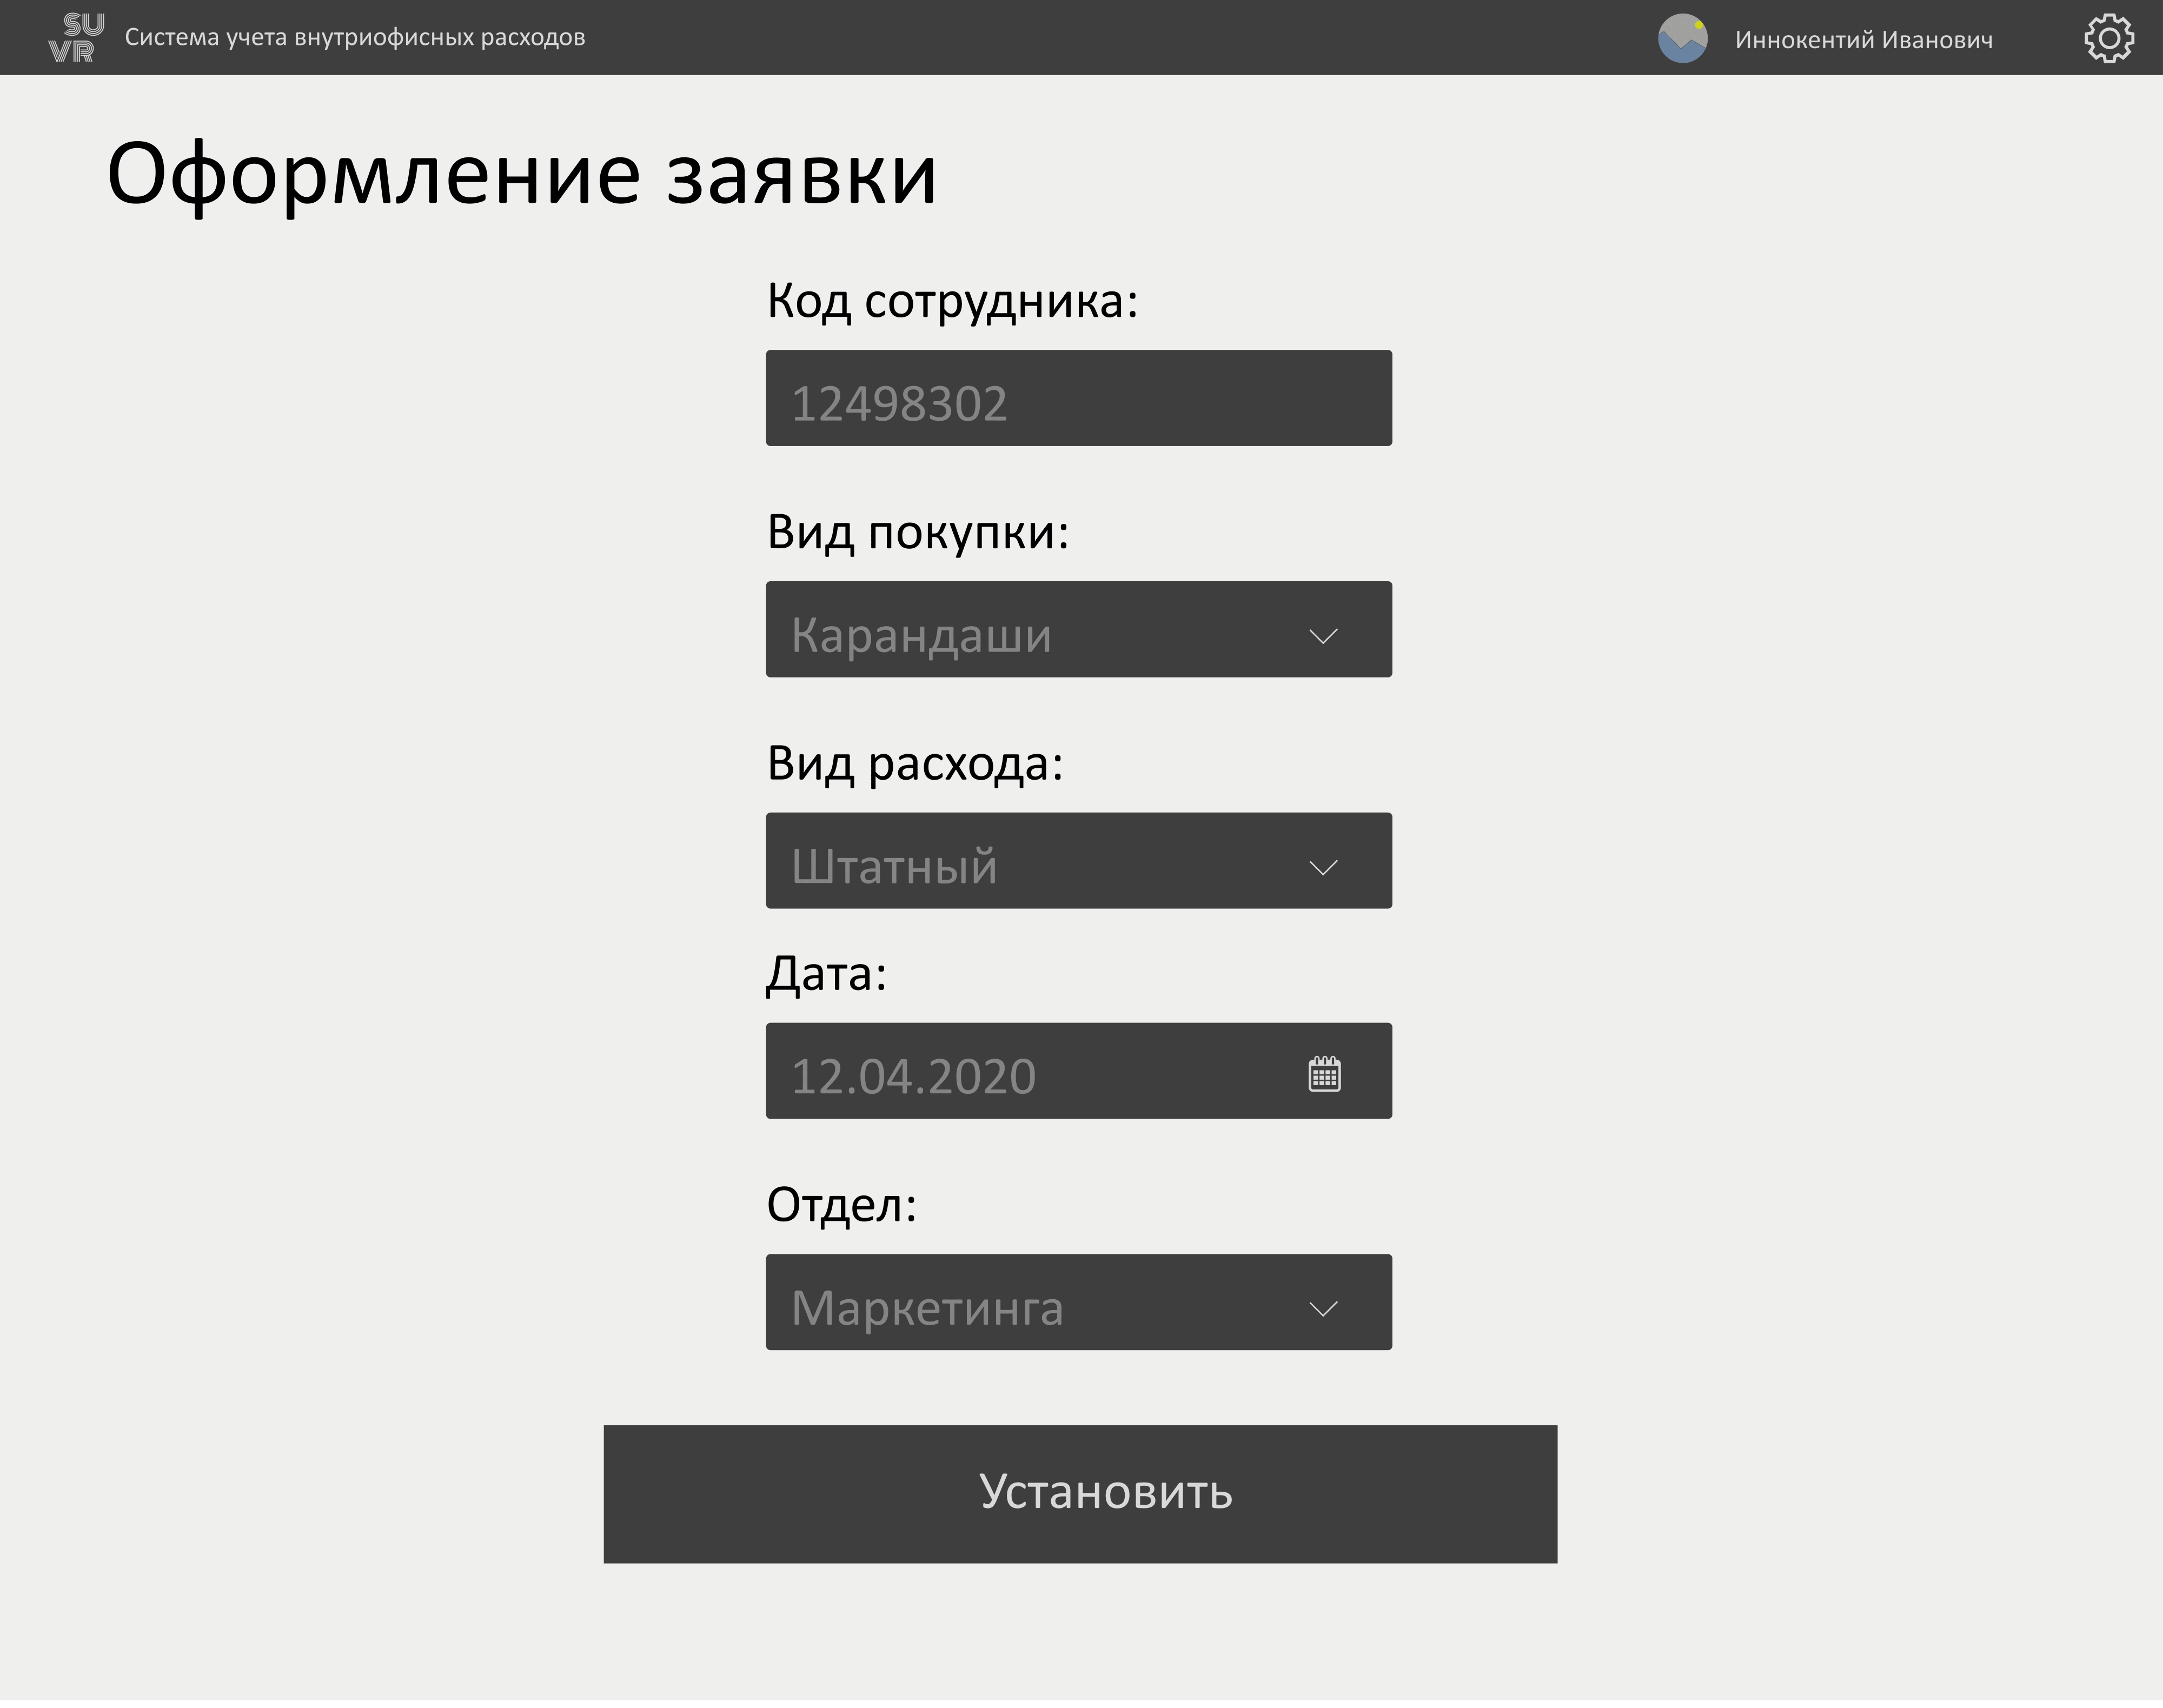 SU
VR
Система учета внутриофисных расходов
Иннокентий Иванович
Оформление заявки
Код сотрудника:
12498302
Вид покупки:
Карандаши
Вид расхода:
Штатный
Дата:
12.04.2020
Отдел:
Маркетинга
Установить